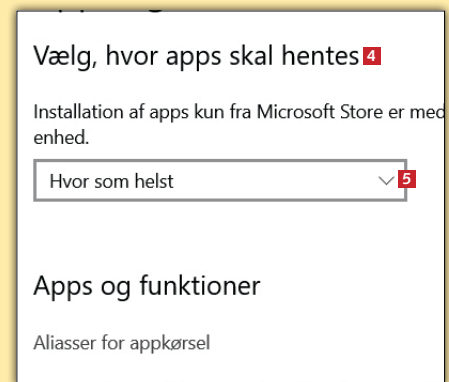 Vælg, hvor apps skal hentes 4
Installation af apps kun fra Microsoft Store er med
enhed.
Hvor som helst 5
Apps og funktioner
Aliasser for appkørsel